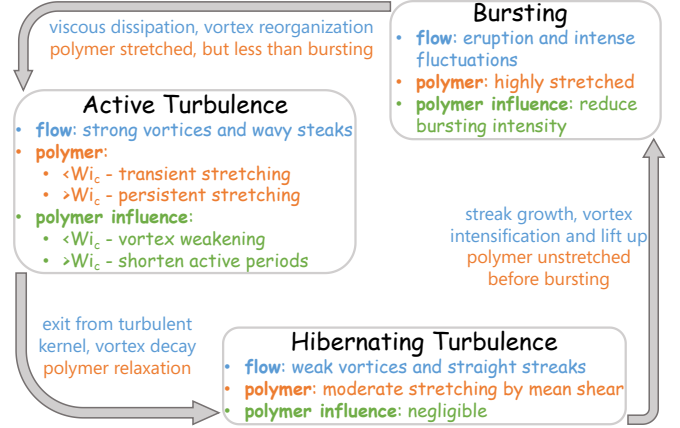 viscous dissipation, vortex reorganization
polymer stretched, but less than bursting
Bursting
• flow: eruption and intense
fluctuations
• polymer: highly stretched
• polymer influence: reduce
bursting intensity
Active Turbulence
• flow: strong vortices and wavy steaks
• polymer:
• <Wi_c - transient stretching
• >Wi_c - persistent stretching
• polymer influence:
• <Wi_c - vortex weakening
• >Wi_c - shorten active periods
streak growth, vortex
intensification and lift up
polymer unstretched
before bursting
exit from turbulent
kernel, vortex decay
polymer relaxation
Hibernating Turbulence
• flow: weak vortices and straight streaks
• polymer: moderate stretching by mean shear
• polymer influence: negligible